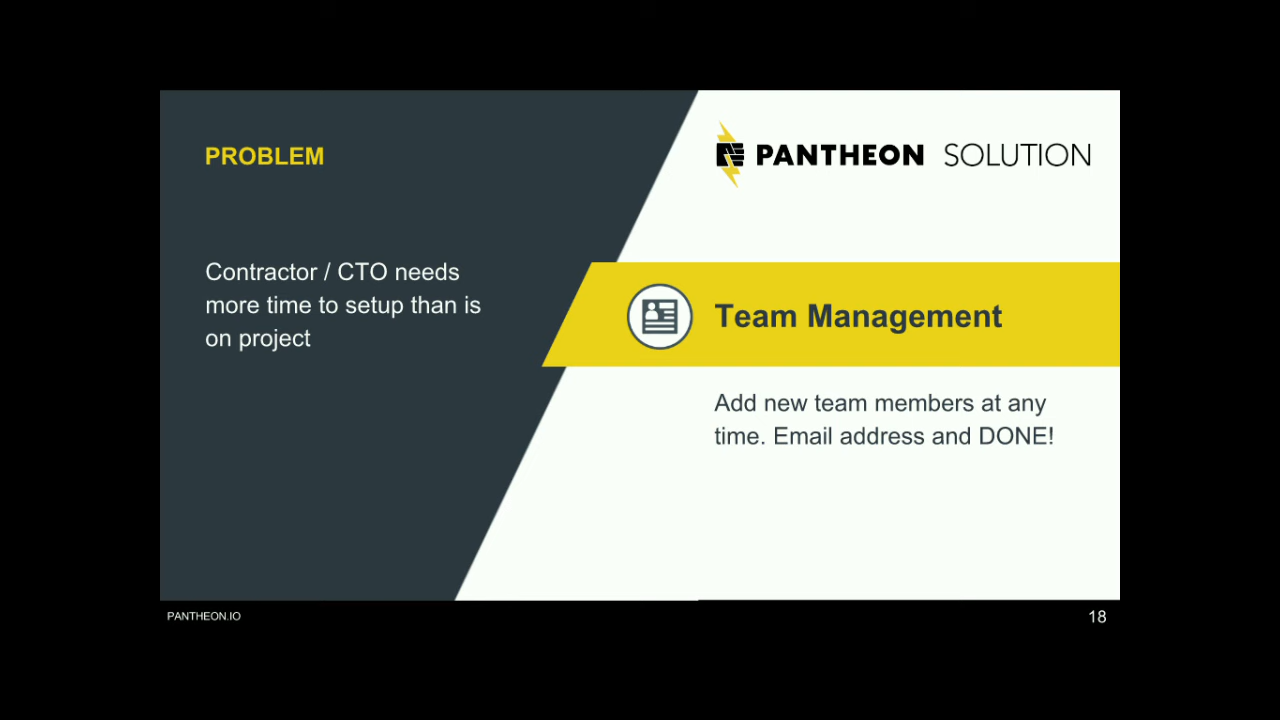 PROBLEM
Contractor / CTO needs
more time to setup than is
on project
PANTHEON SOLUTION
Team Management
Add new team members at any
time. Email address and DONE!
PANTHEON.IO
18